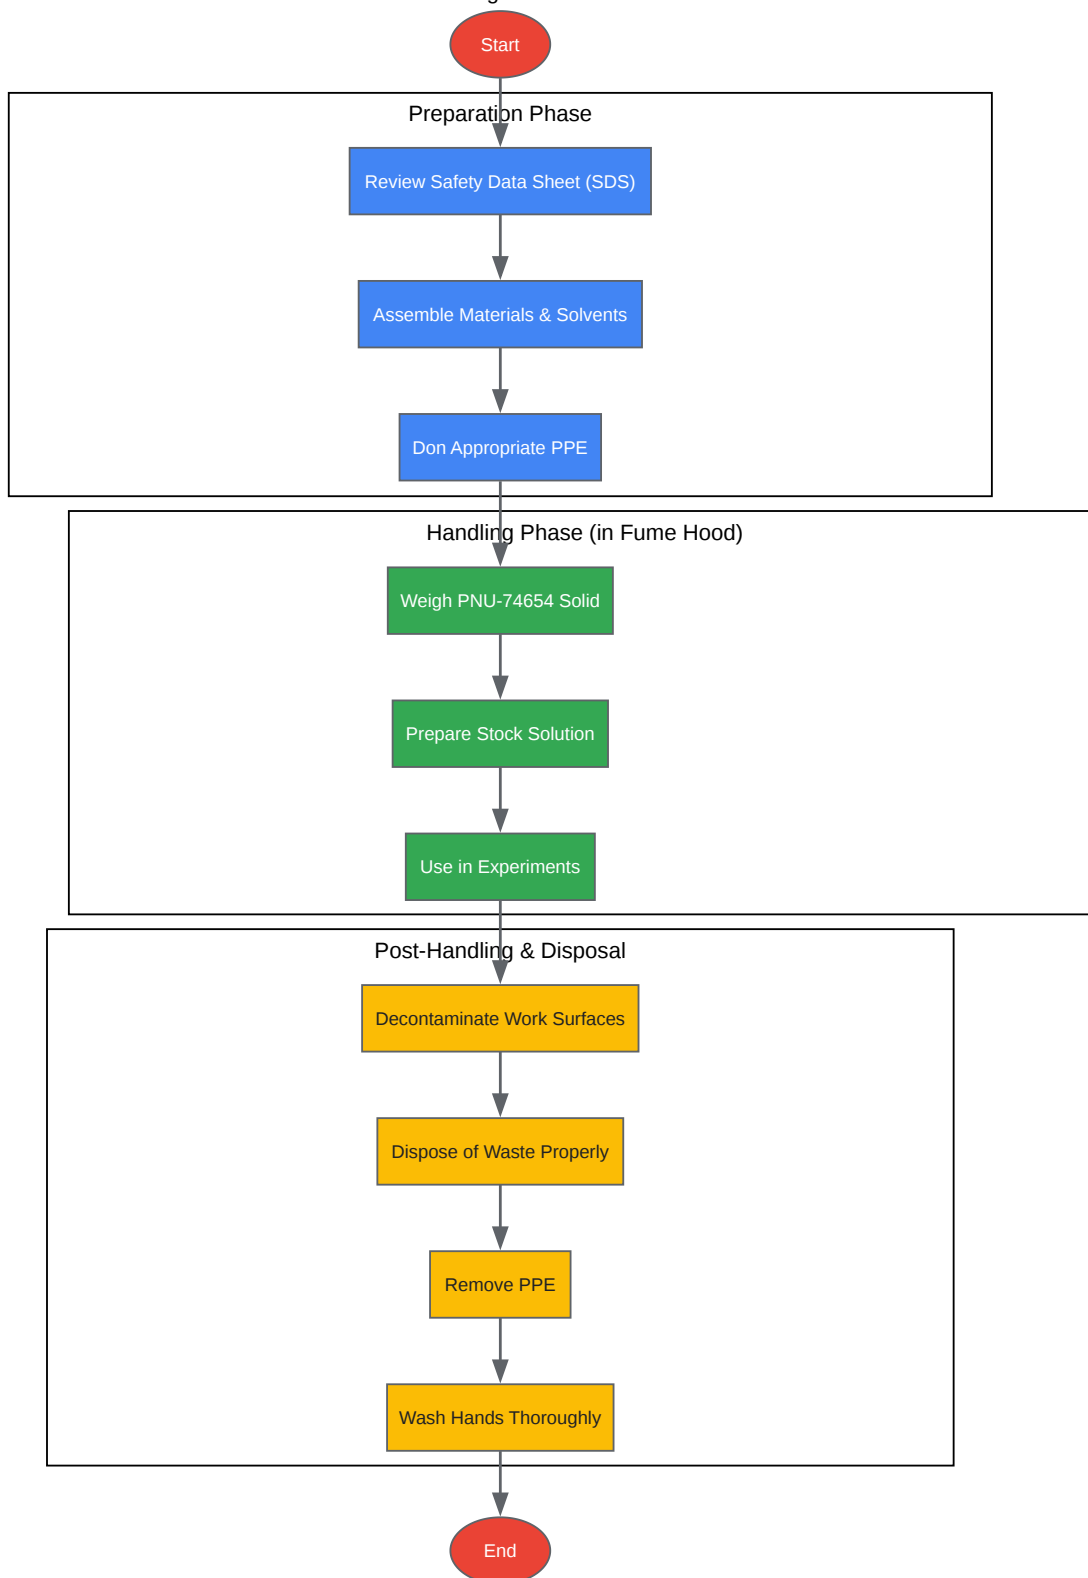 Start
Preparation Phase
Review Safety Data Sheet (SDS)
Assemble Materials & Solvents
Don Appropriate PPE
Handling Phase (in Fume Hood)
Weigh PNU-74654 Solid
Prepare Stock Solution
Use in Experiments
Post-Handling & Disposal
Decontaminate Work Surfaces
Dispose of Waste Properly
Remove PPE
Wash Hands Thoroughly
End